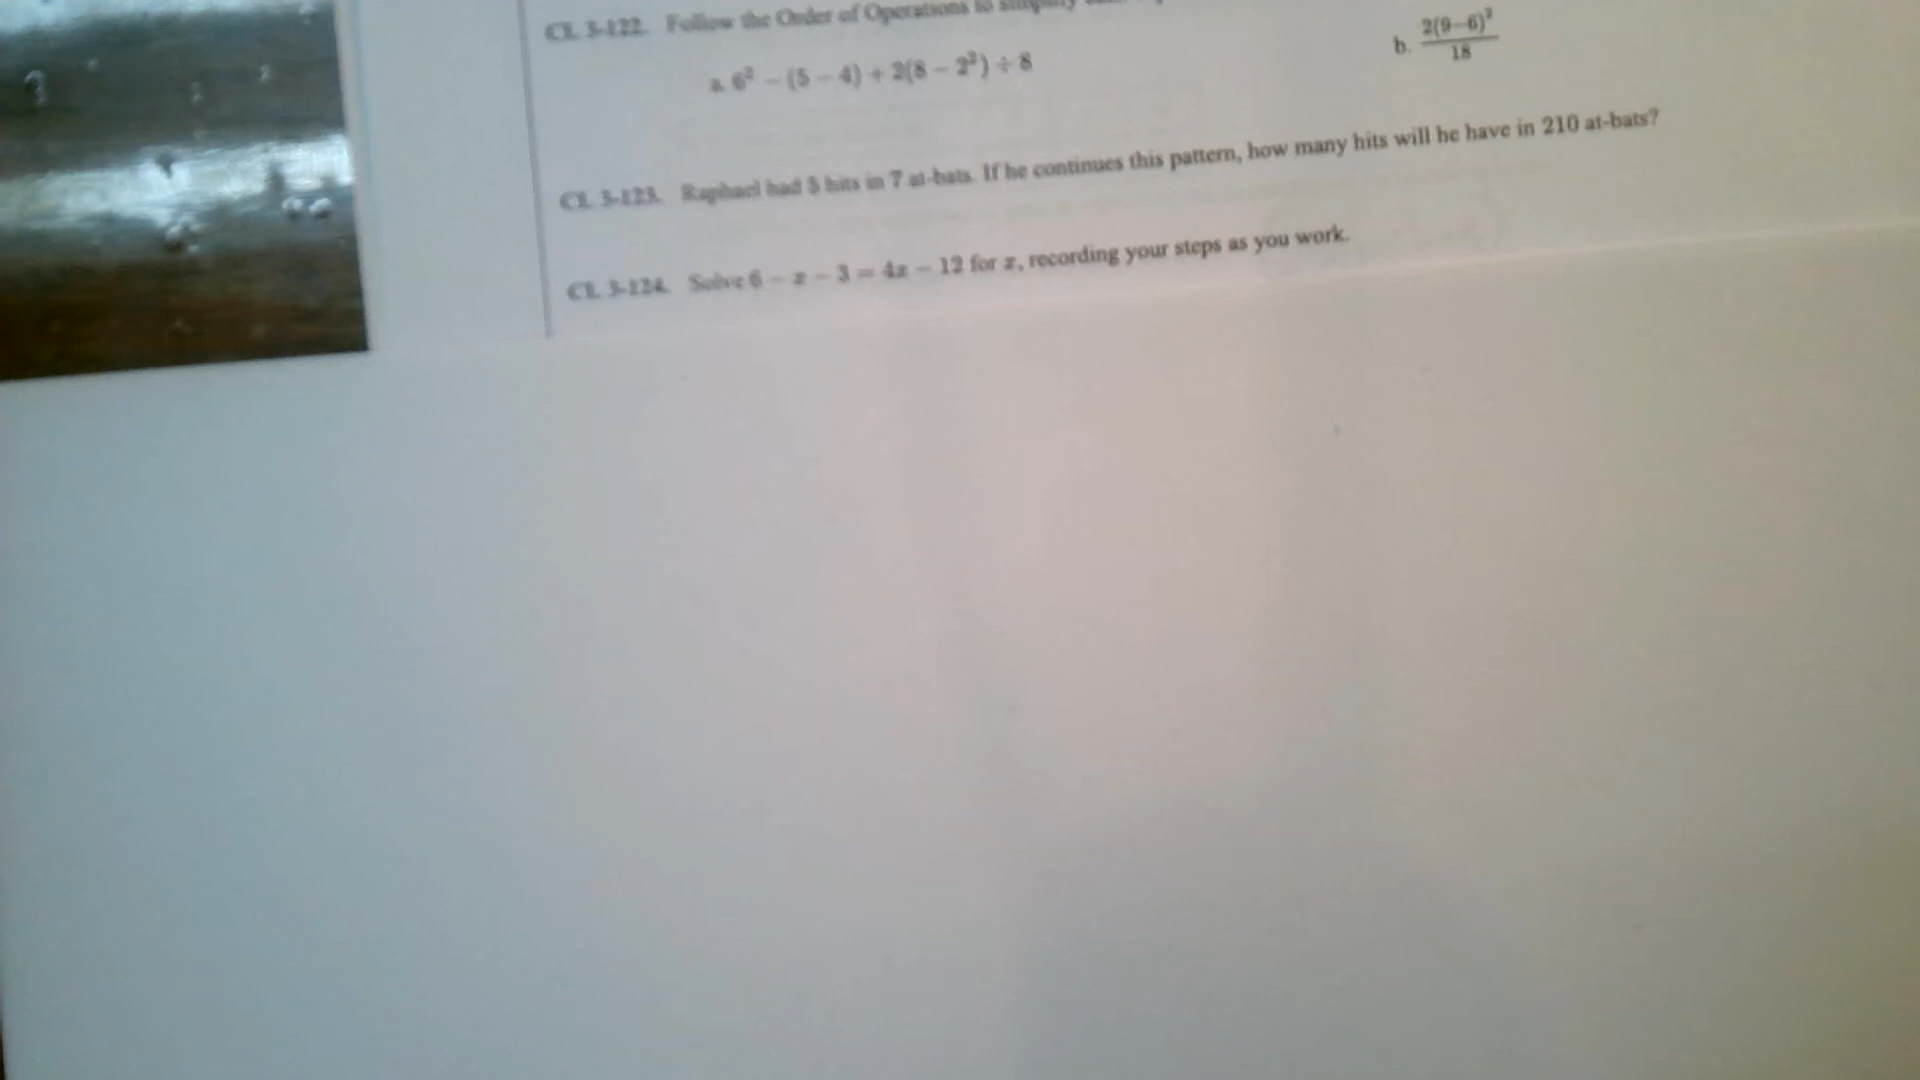 CL 3-122. Follow the Order of Operations to simplify
a. 6² − (5 − 4) + 2(8 − 2²) ÷ 8
b. 2(9−6)²/18
CL 3-123. Raphael had 5 hits in 7 at-bats. If he continues this pattern, how many hits will he have in 210 at-bats?
CL 3-124. Solve 6 − x − 3 = 4x − 12 for x, recording your steps as you work.